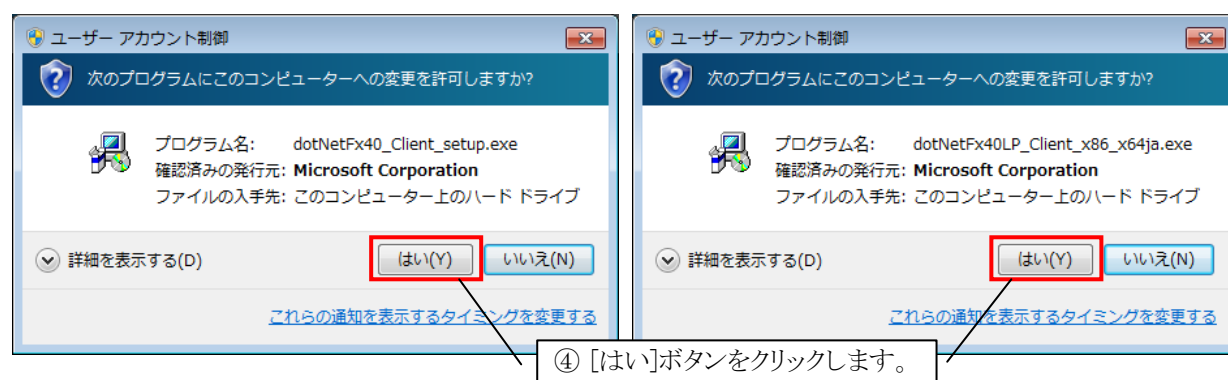 ユーザー アカウント制御
次のプログラムにこのコンピューターへの変更を許可しますか?
プログラム名: dotNetFx40_Client_setup.exe
確認済みの発行元: Microsoft Corporation
ファイルの入手先: このコンピューター上のハード ドライブ
詳細を表示する(D)
はい(Y)
いいえ(N)
これらの通知を表示するタイミングを変更する
ユーザー アカウント制御
次のプログラムにこのコンピューターへの変更を許可しますか?
プログラム名: dotNetFx40LP_Client_x86_x64ja.exe
確認済みの発行元: Microsoft Corporation
ファイルの入手先: このコンピューター上のハード ドライブ
詳細を表示する(D)
はい(Y)
いいえ(N)
これらの通知を表示するタイミングを変更する
④ [はい]ボタンをクリックします。